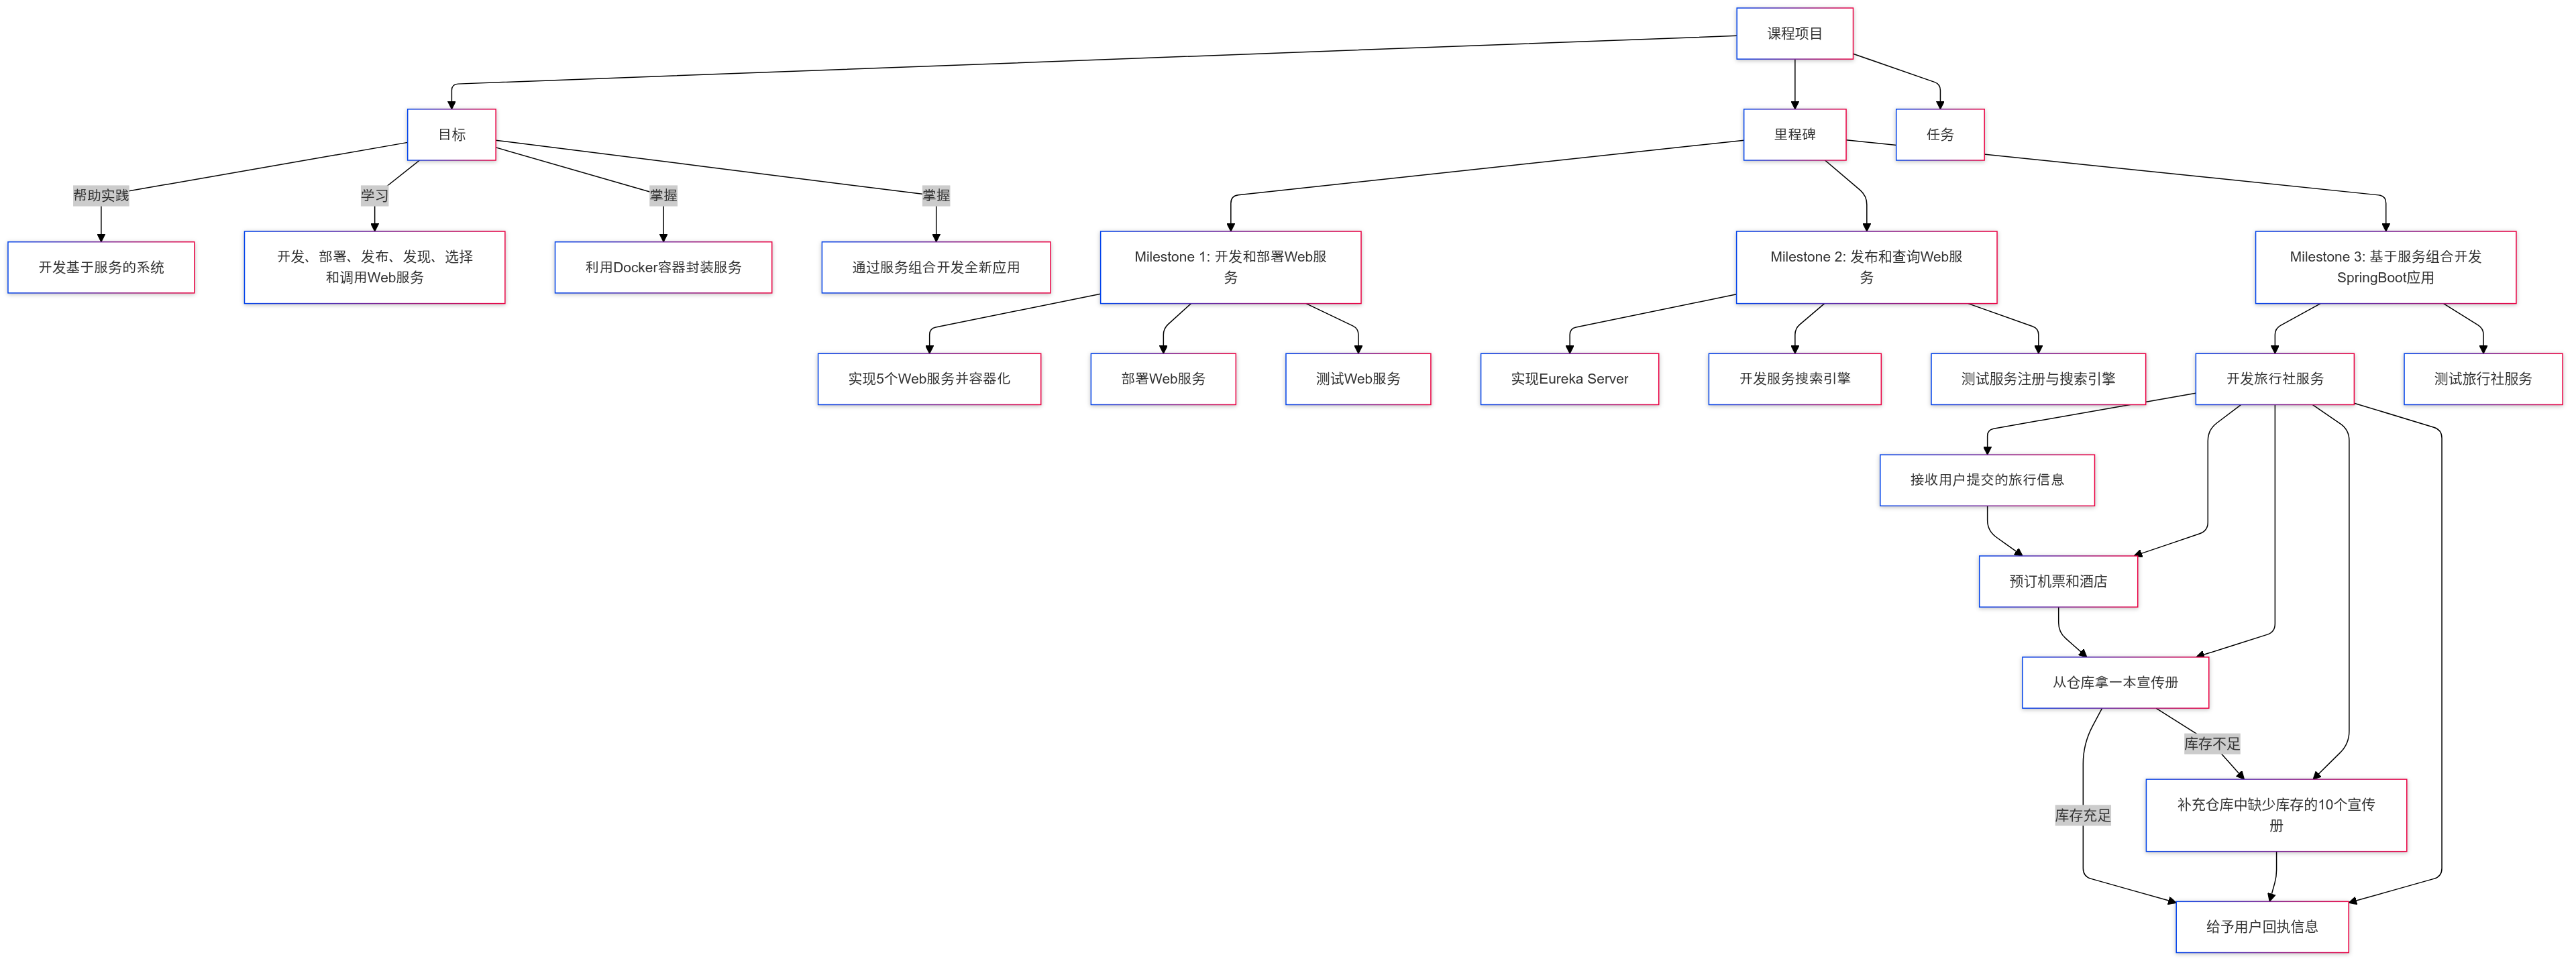 课程项目
目标
里程碑
任务
帮助实践
学习
掌握
掌握
开发基于服务的系统
开发、部署、发布、发现、选择
和调用Web服务
利用Docker容器封装服务
通过服务组合开发全新应用
Milestone 1: 开发和部署Web服
务
Milestone 2: 发布和查询Web服
务
Milestone 3: 基于服务组合开发
SpringBoot应用
实现5个Web服务并容器化
部署Web服务
测试Web服务
实现Eureka Server
开发服务搜索引擎
测试服务注册与搜索引擎
开发旅行社服务
测试旅行社服务
接收用户提交的旅行信息
预订机票和酒店
从仓库拿一本宣传册
库存不足
库存充足
补充仓库中缺少库存的10个宣传
册
给予用户回执信息